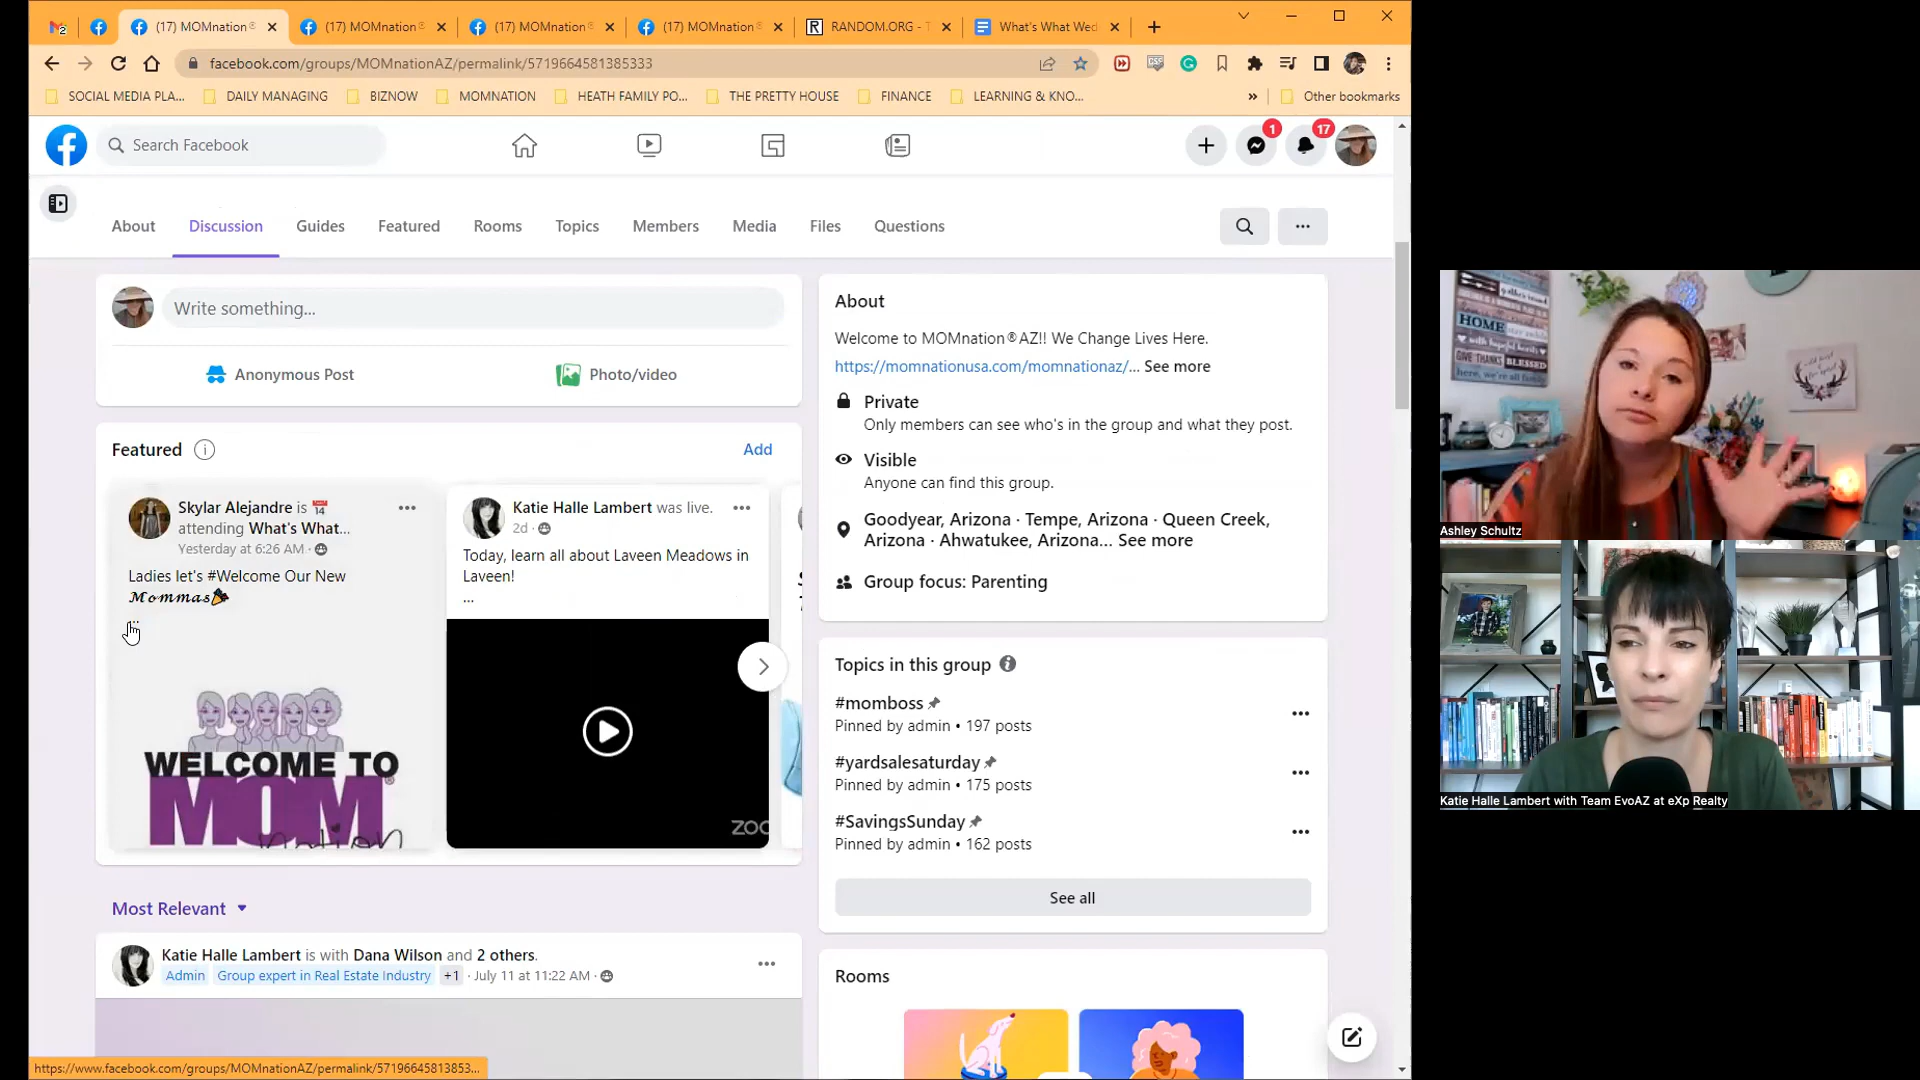 (17) MOMnation®
(17) MOMnation®
(17) MOMnation®
(17) MOMnation®
RANDOM.ORG - T
What's What Wed
facebook.com/groups/MOMnationAZ/permalink/5719664581385333
SOCIAL MEDIA PLA...
DAILY MANAGING
BIZNOW
MOMNATION
HEATH FAMILY PO...
THE PRETTY HOUSE
FINANCE
LEARNING & KNO...
»
Other bookmarks
Search Facebook
1
17
About
Discussion
Guides
Featured
Rooms
Topics
Members
Media
Files
Questions
Write something...
Anonymous Post
Photo/video
Featured
Add
Skylar Alejandre is 📅
attending What's What...
Yesterday at 6:26 AM ·
Ladies let's #Welcome Our New
𝓜𝓸𝓶𝓶𝓪𝓼🎉
...
WELCOME TO
MOM®
nation
Katie Halle Lambert was live.
2d ·
Today, learn all about Laveen Meadows in
Laveen!
...
zoo
Most Relevant
Katie Halle Lambert is with Dana Wilson and 2 others.
Admin Group expert in Real Estate Industry +1 · July 11 at 11:22 AM ·
About
Welcome to MOMnation®AZ!! We Change Lives Here.
https://momnationusa.com/momnationaz/... See more
Private
Only members can see who's in the group and what they post.
Visible
Anyone can find this group.
Goodyear, Arizona · Tempe, Arizona · Queen Creek,
Arizona · Ahwatukee, Arizona... See more
Group focus: Parenting
Topics in this group
#momboss
Pinned by admin • 197 posts
#yardsalesaturday
Pinned by admin • 175 posts
#SavingsSunday
Pinned by admin • 162 posts
See all
Rooms
https://www.facebook.com/groups/MOMnationAZ/permalink/57196645813853...
HOME
GIVE THANKS
BLESSED
Ashley Schultz
Katie Halle Lambert with Team EvoAZ at eXp Realty